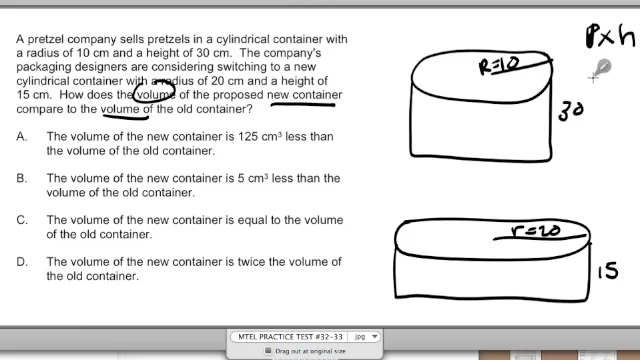 A pretzel company sells pretzels in a cylindrical container with
a radius of 10 cm and a height of 30 cm. The company's
packaging designers are considering switching to a new
cylindrical container with a radius of 20 cm and a height of
15 cm. How does the volume of the proposed new container
compare to the volume of the old container?
A. The volume of the new container is 125 cm³ less than
the volume of the old container.
B. The volume of the new container is 5 cm³ less than the
volume of the old container.
C. The volume of the new container is equal to the volume
of the old container.
D. The volume of the new container is twice the volume of
the old container.
R=10
30
r=20
15
MTEL PRACTICE TEST #32-33
jpg
Drag out at original size